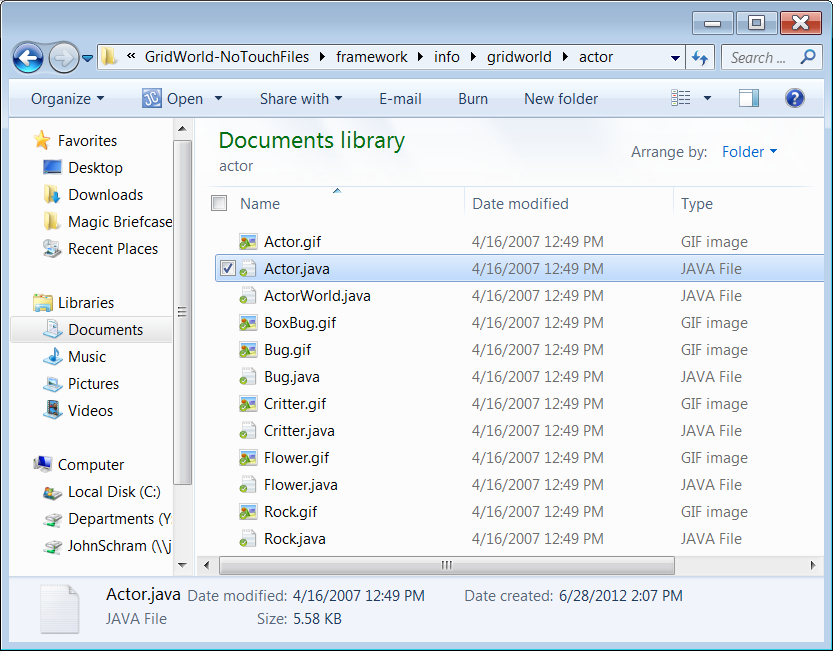 « GridWorld-NoTouchFiles framework info gridworld actor Search ...
Organize JC Open Share with E-mail Burn New folder ?
Favorites
Desktop
Downloads
Magic Briefcase
Recent Places
Libraries
Documents
Music
Pictures
Videos
Computer
Local Disk (C:)
Departments (Y
JohnSchram (\\j
Documents library
actor
Arrange by: Folder
Name Date modified Type
Actor.gif 4/16/2007 12:49 PM GIF image
Actor.java 4/16/2007 12:49 PM JAVA File
ActorWorld.java 4/16/2007 12:49 PM JAVA File
BoxBug.gif 4/16/2007 12:49 PM GIF image
Bug.gif 4/16/2007 12:49 PM GIF image
Bug.java 4/16/2007 12:49 PM JAVA File
Critter.gif 4/16/2007 12:49 PM GIF image
Critter.java 4/16/2007 12:49 PM JAVA File
Flower.gif 4/16/2007 12:49 PM GIF image
Flower.java 4/16/2007 12:49 PM JAVA File
Rock.gif 4/16/2007 12:49 PM GIF image
Rock.java 4/16/2007 12:49 PM JAVA File
Actor.java Date modified: 4/16/2007 12:49 PM Date created: 6/28/2012 2:07 PM
JAVA File Size: 5.58 KB